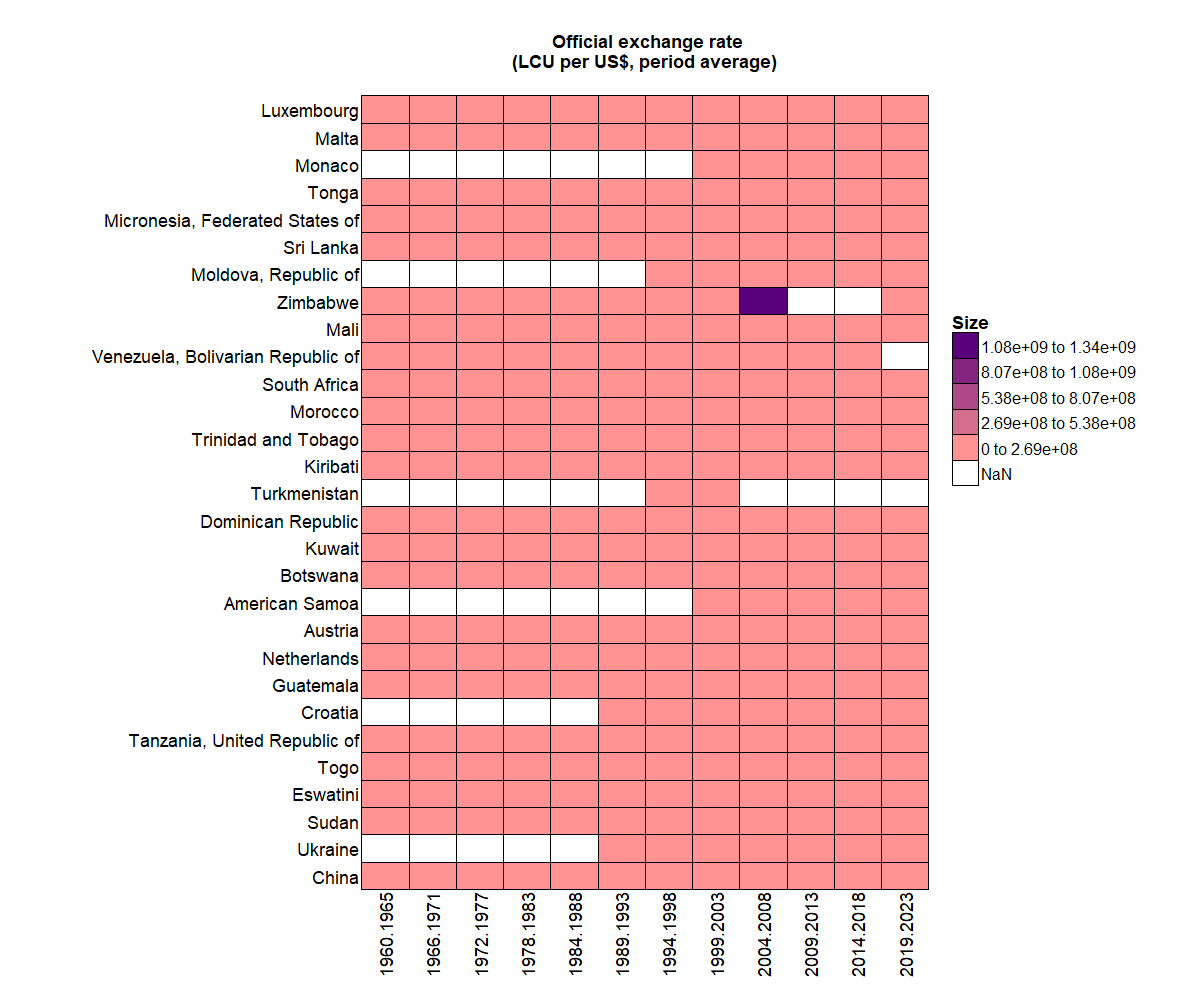 Official exchange rate
(LCU per US$, period average)
Luxembourg
Malta
Monaco
Tonga
Micronesia, Federated States of
Sri Lanka
Moldova, Republic of
Zimbabwe
Mali
Venezuela, Bolivarian Republic of
South Africa
Morocco
Trinidad and Tobago
Kiribati
Turkmenistan
Dominican Republic
Kuwait
Botswana
American Samoa
Austria
Netherlands
Guatemala
Croatia
Tanzania, United Republic of
Togo
Eswatini
Sudan
Ukraine
China
1960.1965
1966.1971
1972.1977
1978.1983
1984.1988
1989.1993
1994.1998
1999.2003
2004.2008
2009.2013
2014.2018
2019.2023
Size
1.08e+09 to 1.34e+09
8.07e+08 to 1.08e+09
5.38e+08 to 8.07e+08
2.69e+08 to 5.38e+08
0 to 2.69e+08
NaN